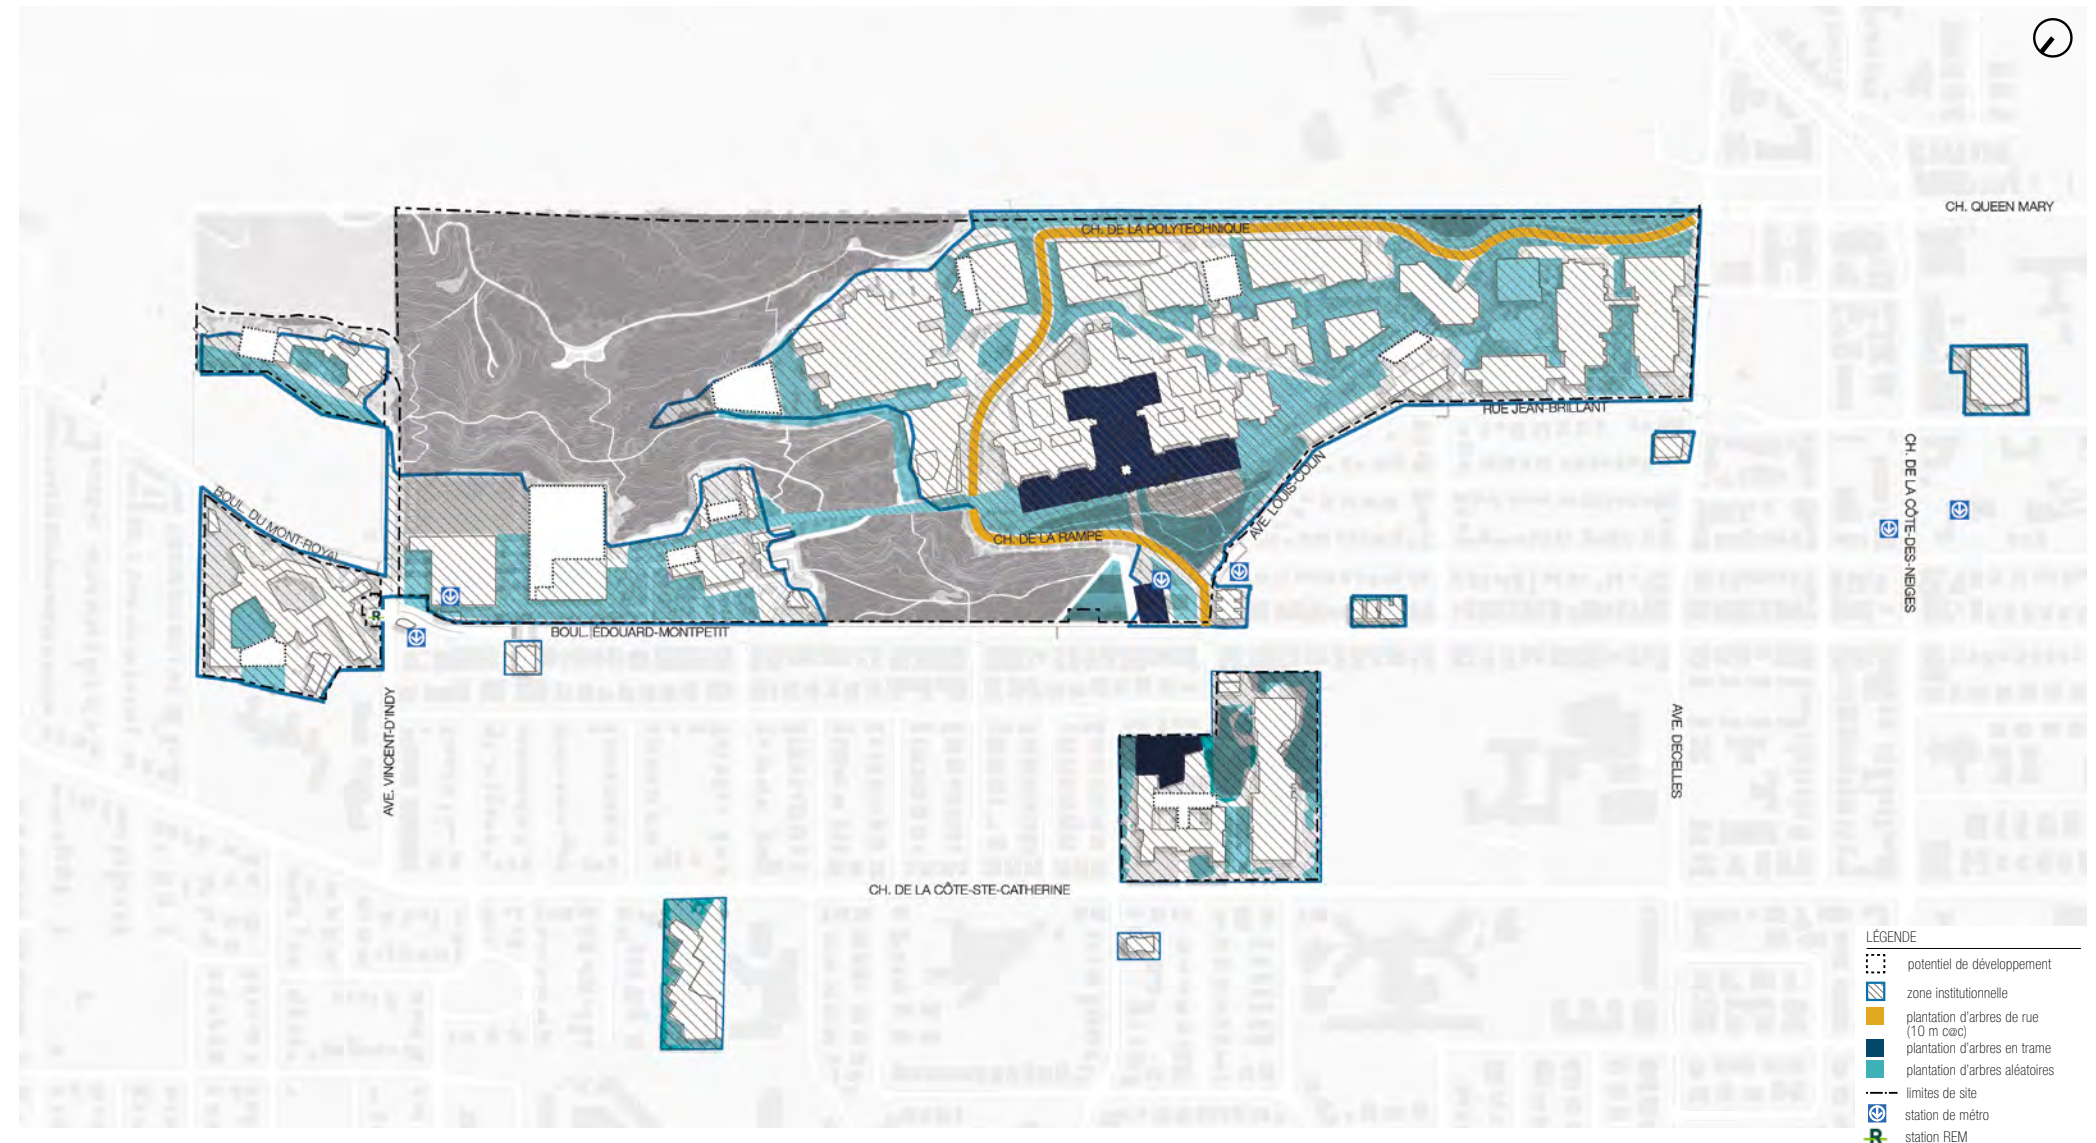 CH. QUEEN MARY
CH. DE LA POLYTECHNIQUE
RUE JEAN-BRILLANT
CH. DE LA CÔTE-DES-NEIGES
AVE. LOUIS-COLIN
BOUL. DU MONT-ROYAL
CH. DE LA RAMPE
R
BOUL. ÉDOUARD-MONTPETIT
AVE. VINCENT-D'INDY
AVE. DECELLES
CH. DE LA CÔTE-STE-CATHERINE
LÉGENDE
potentiel de développement
zone institutionnelle
plantation d'arbres de rue
(10 m c@c)
plantation d'arbres en trame
plantation d'arbres aléatoires
limites de site
station de métro
R station REM